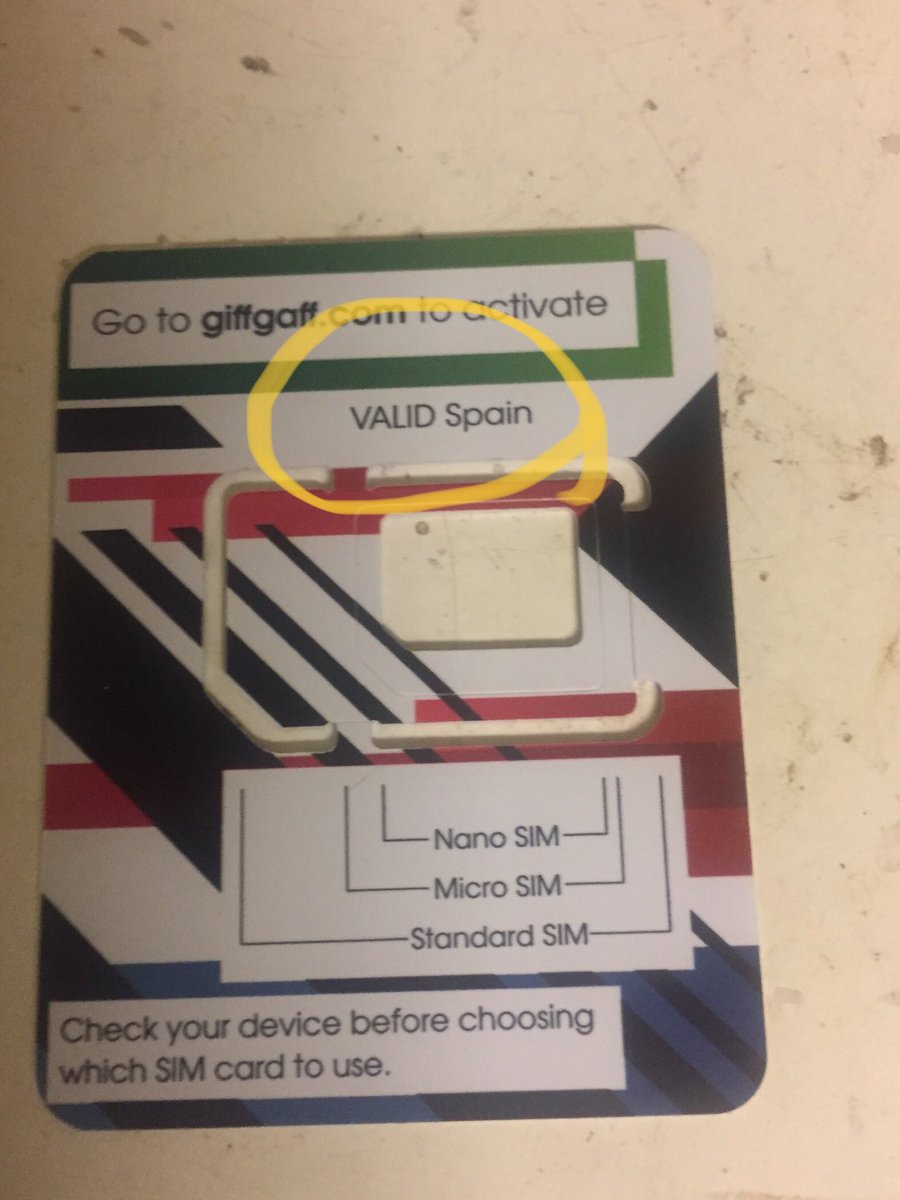 Go to giffgaff.com to activate
VALID Spain
Nano SIM
Micro SIM
Standard SIM
Check your device before choosing
which SIM card to use.